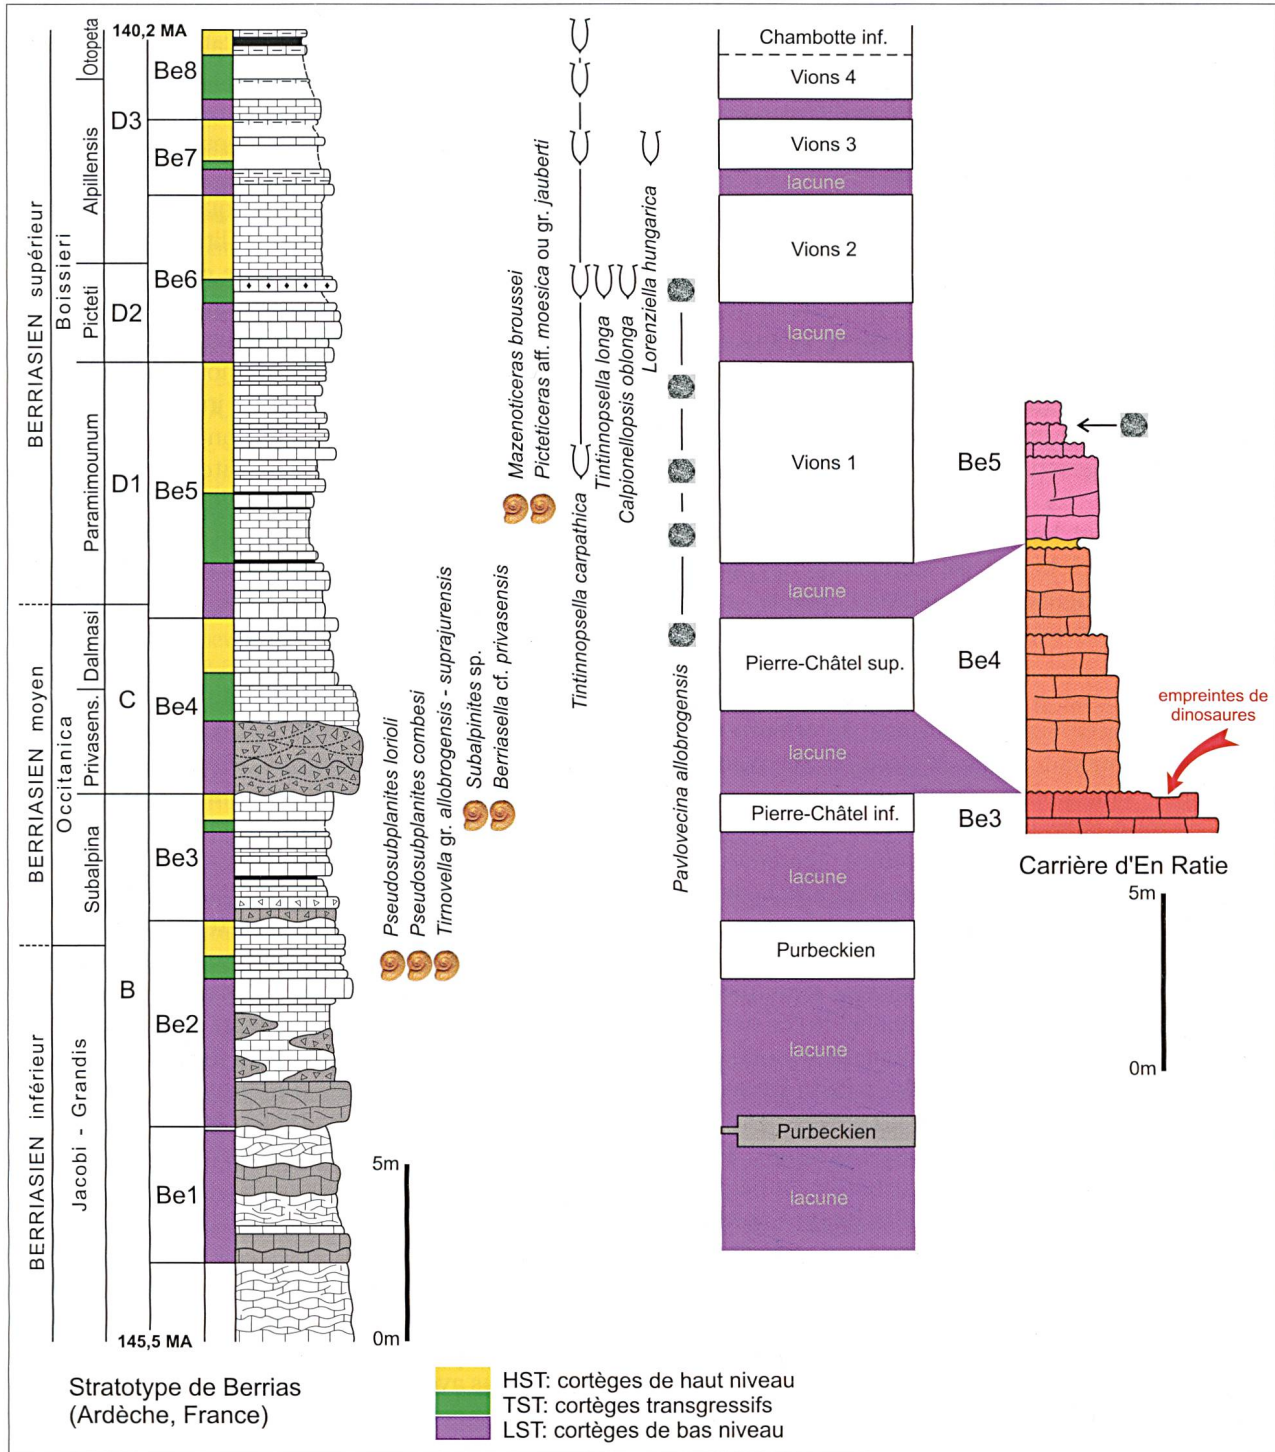 140,2 MA
BERRIASIEN supérieur
BERRIASIEN moyen
BERRIASIEN inférieur
Boissieri
Occitanica
Jacobi - Grandis
Otopeta
Alpillensis
Picteti
Paramimounum
Dalmasi
Privasens.
Subalpina
D3
D2
D1
C
B
Be8
Be7
Be6
Be5
Be4
Be3
Be2
Be1
145,5 MA
5m
0m
Stratotype de Berrias
(Ardèche, France)
Pseudosubplanites lorioli
Pseudosubplanites combesi
Tirnovella gr. allobrogensis - suprajurensis
Subalpinites sp.
Berriasella cf. privasensis
Mazenoticeras broussei
Picteticeras aff. moesica ou gr. jauberti
Tintinnopsella carpathica
Tintinnopsella longa
Calpionellopsis oblonga
Lorenziella hungarica
Pavlovecina allobrogensis
Chambotte inf.
Vions 4
Vions 3
lacune
Vions 2
lacune
Vions 1
lacune
Pierre-Châtel sup.
lacune
Pierre-Châtel inf.
lacune
Purbeckien
lacune
Purbeckien
lacune
Be5
Be4
Be3
empreintes de
dinosaures
Carrière d'En Ratie
5m
0m
HST: cortèges de haut niveau
TST: cortèges transgressifs
LST: cortèges de bas niveau